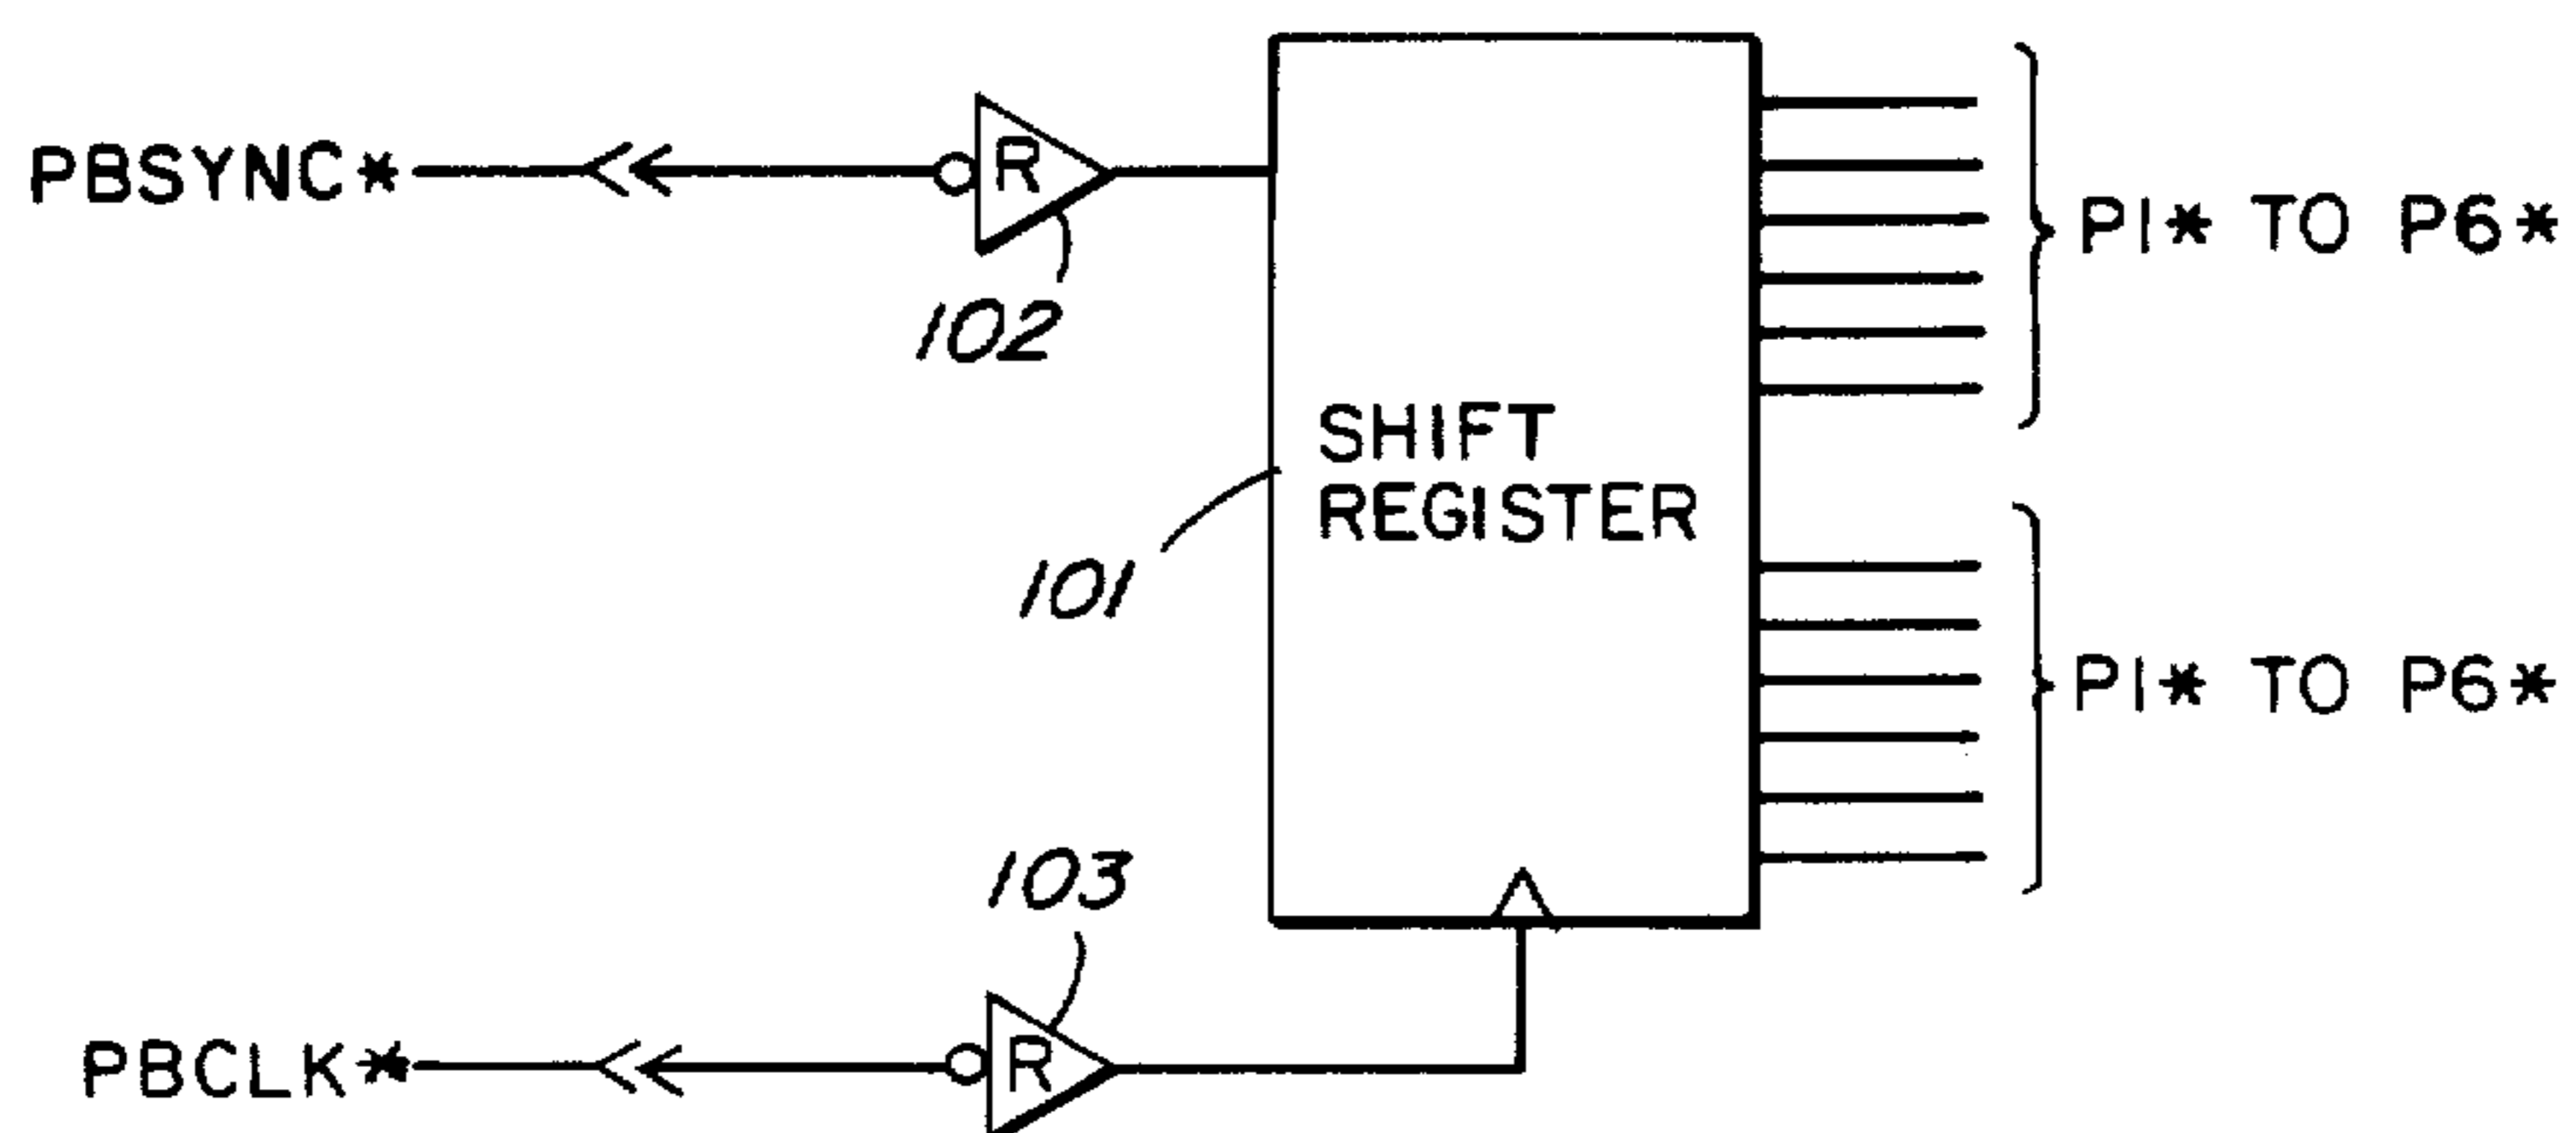 PBSYNC*
R
102
P1* TO P6*
SHIFT
REGISTER
101
P1* TO P6*
103
PBCLK*
R